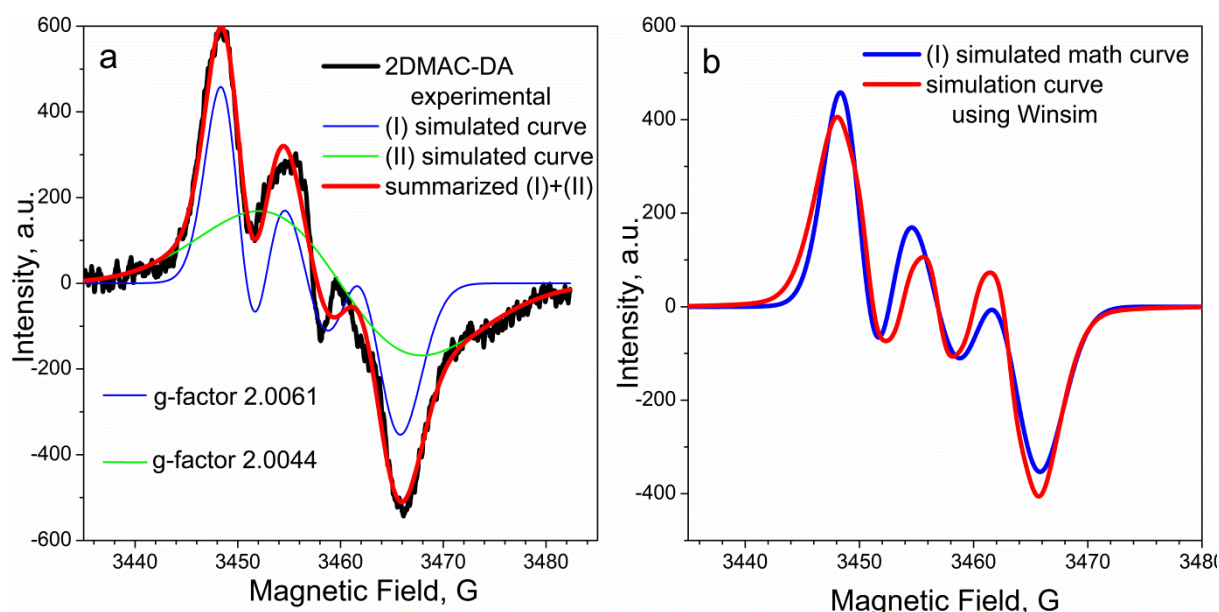 a
2DMAC-DA
experimental
(I) simulated curve
(II) simulated curve
summarized (I)+(II)
g-factor 2.0061
g-factor 2.0044
600
400
200
0
-200
-400
-600
Intensity, a.u.
3440 3450 3460 3470 3480
Magnetic Field, G
b
(I) simulated math curve
simulation curve
using Winsim
600
400
200
0
-200
-400
Intensity, a.u.
3440 3450 3460 3470 3480
Magnetic Field, G